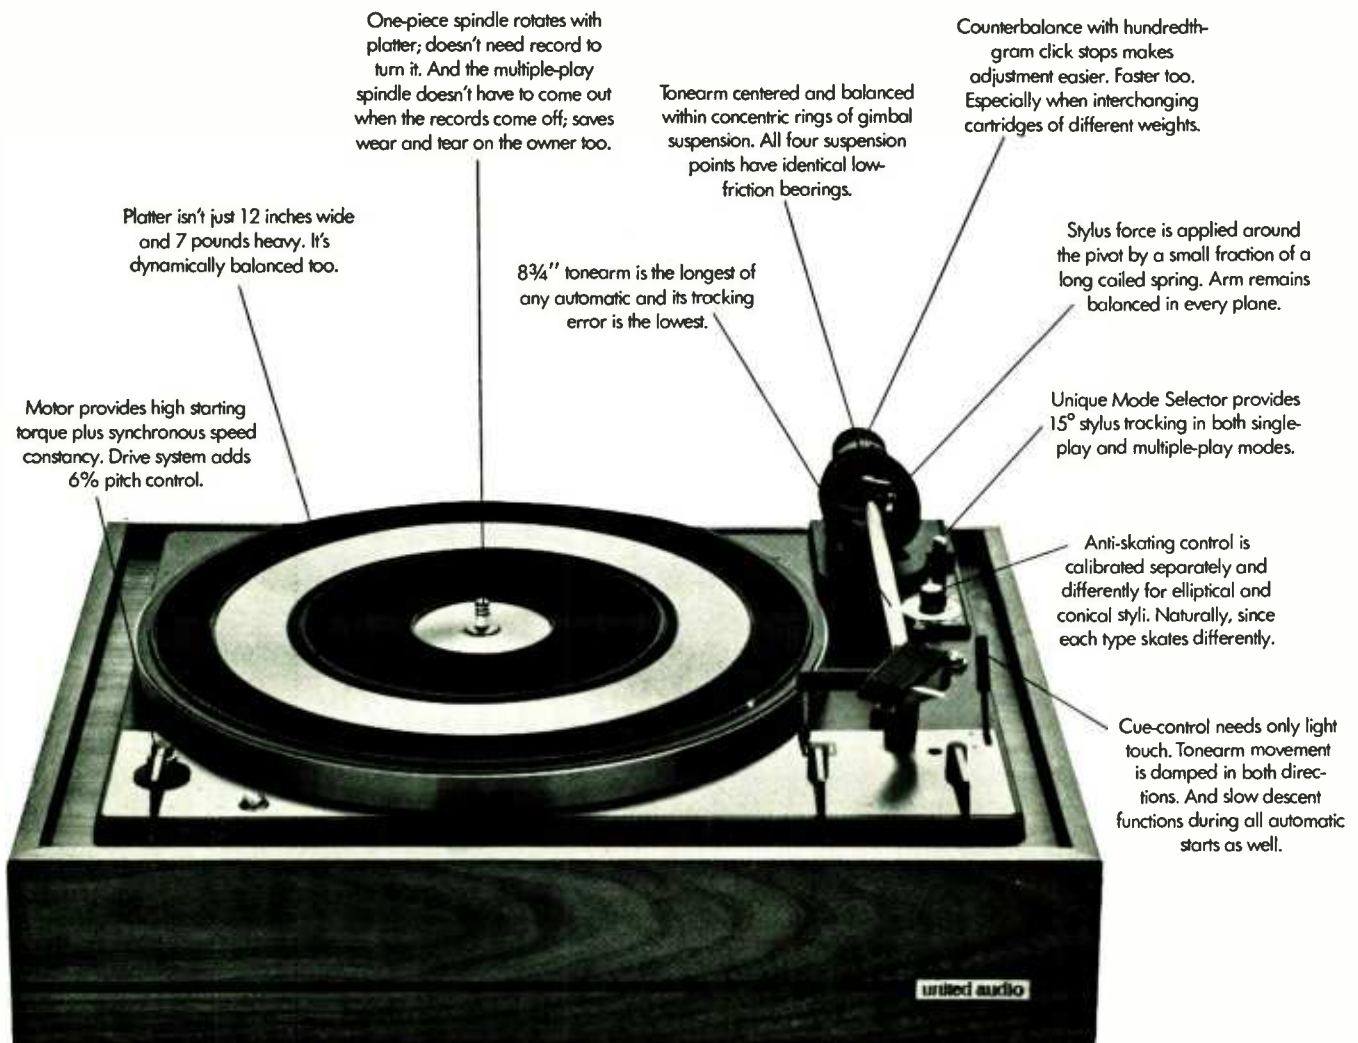 One-piece spindle rotates with
platter; doesn't need record to
turn it. And the multiple-play
spindle doesn't have to come out
when the records come off; saves
wear and tear on the owner too.
Counterbalance with hundredth-
gram click stops makes
adjustment easier. Faster too.
Especially when interchanging
cartridges of different weights.
Tonearm centered and balanced
within concentric rings of gimbal
suspension. All four suspension
points have identical low-
friction bearings.
Platter isn't just 12 inches wide
and 7 pounds heavy. It's
dynamically balanced too.
8¾" tonearm is the longest of
any automatic and its tracking
error is the lowest.
Stylus force is applied around
the pivot by a small fraction of a
long coiled spring. Arm remains
balanced in every plane.
Motor provides high starting
torque plus synchronous speed
constancy. Drive system adds
6% pitch control.
Unique Mode Selector provides
15° stylus tracking in both single-
play and multiple-play modes.
Anti-skating control is
calibrated separately and
differently for elliptical and
conical styli. Naturally, since
each type skates differently.
Cue-control needs only light
touch. Tonearm movement
is damped in both direc-
tions. And slow descent
functions during all automatic
starts as well.
united audio